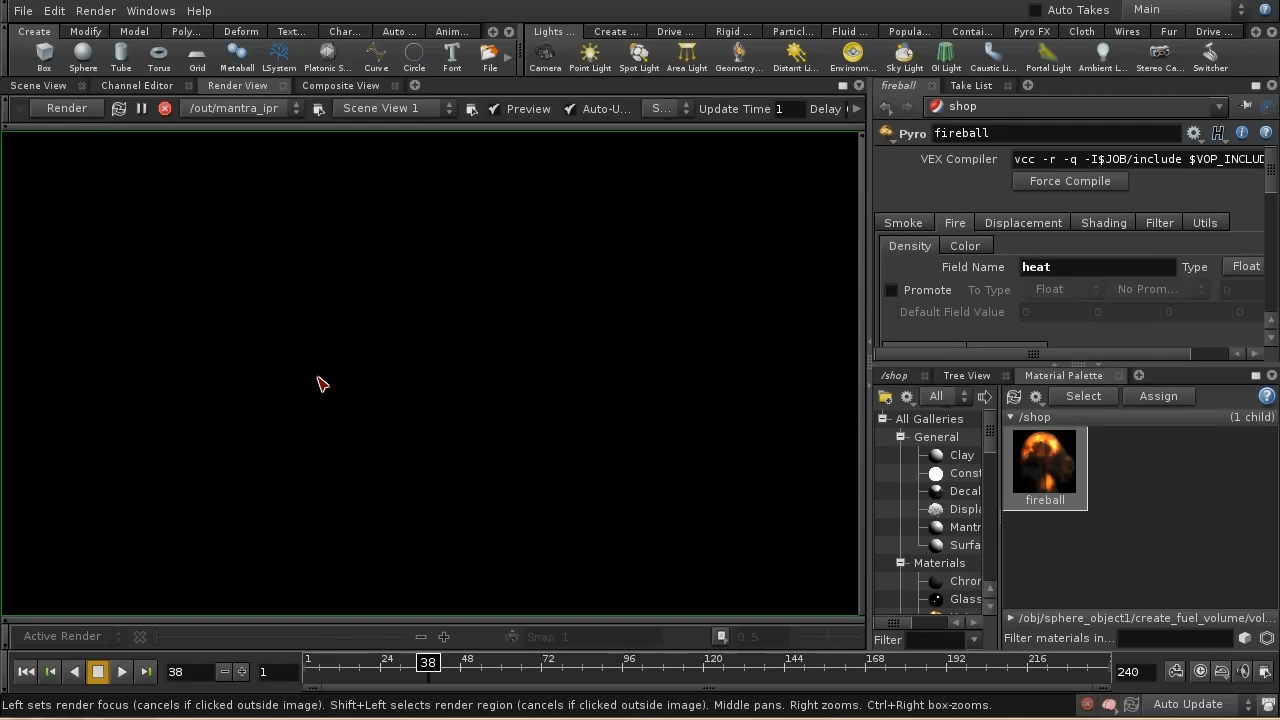 File Edit Render Windows Help Auto Takes Main
Create Modify Model Poly... Deform Text... Char... Auto ... Anim... Lights ... Create ... Drive ... Rigid ... Particl... Fluid ... Popula... Contai... Pyro FX Cloth Wires Fur Drive ...
Box Sphere Tube Torus Grid Metaball LSystem Platonic S... Curve Circle Font File Camera Point Light Spot Light Area Light Geometry... Distant Li... Environm... Sky Light GI Light Caustic Li... Portal Light Ambient L... Stereo Ca... Switcher
Scene View Channel Editor Render View Composite View fireball Take List
Render /out/mantra_ipr Scene View 1 Preview Auto-U... S... Update Time 1 Delay shop
Pyro fireball
VEX Compiler vcc -r -q -I$JOB/include $VOP_INCLUD
Force Compile
Smoke Fire Displacement Shading Filter Utils
Density Color
Field Name heat Type Float
Promote To Type Float No Prom... 0
Default Field Value 0 0 0 0
/shop Tree View Material Palette
All Select Assign
All Galleries /shop (1 child)
General
Clay
Const
Decal
Displa
Mantr
Surfa
fireball
Materials
Chror
Glass
/obj/sphere_object1/create_fuel_volume/vol...
Filter Filter materials in...
Active Render Snap 1 0.5
38 1 1 24 38 48 72 96 120 144 168 192 216 240
Left sets render focus (cancels if clicked outside image). Shift+Left selects render region (cancels if clicked outside image). Middle pans. Right zooms. Ctrl+Right box-zooms. Auto Update